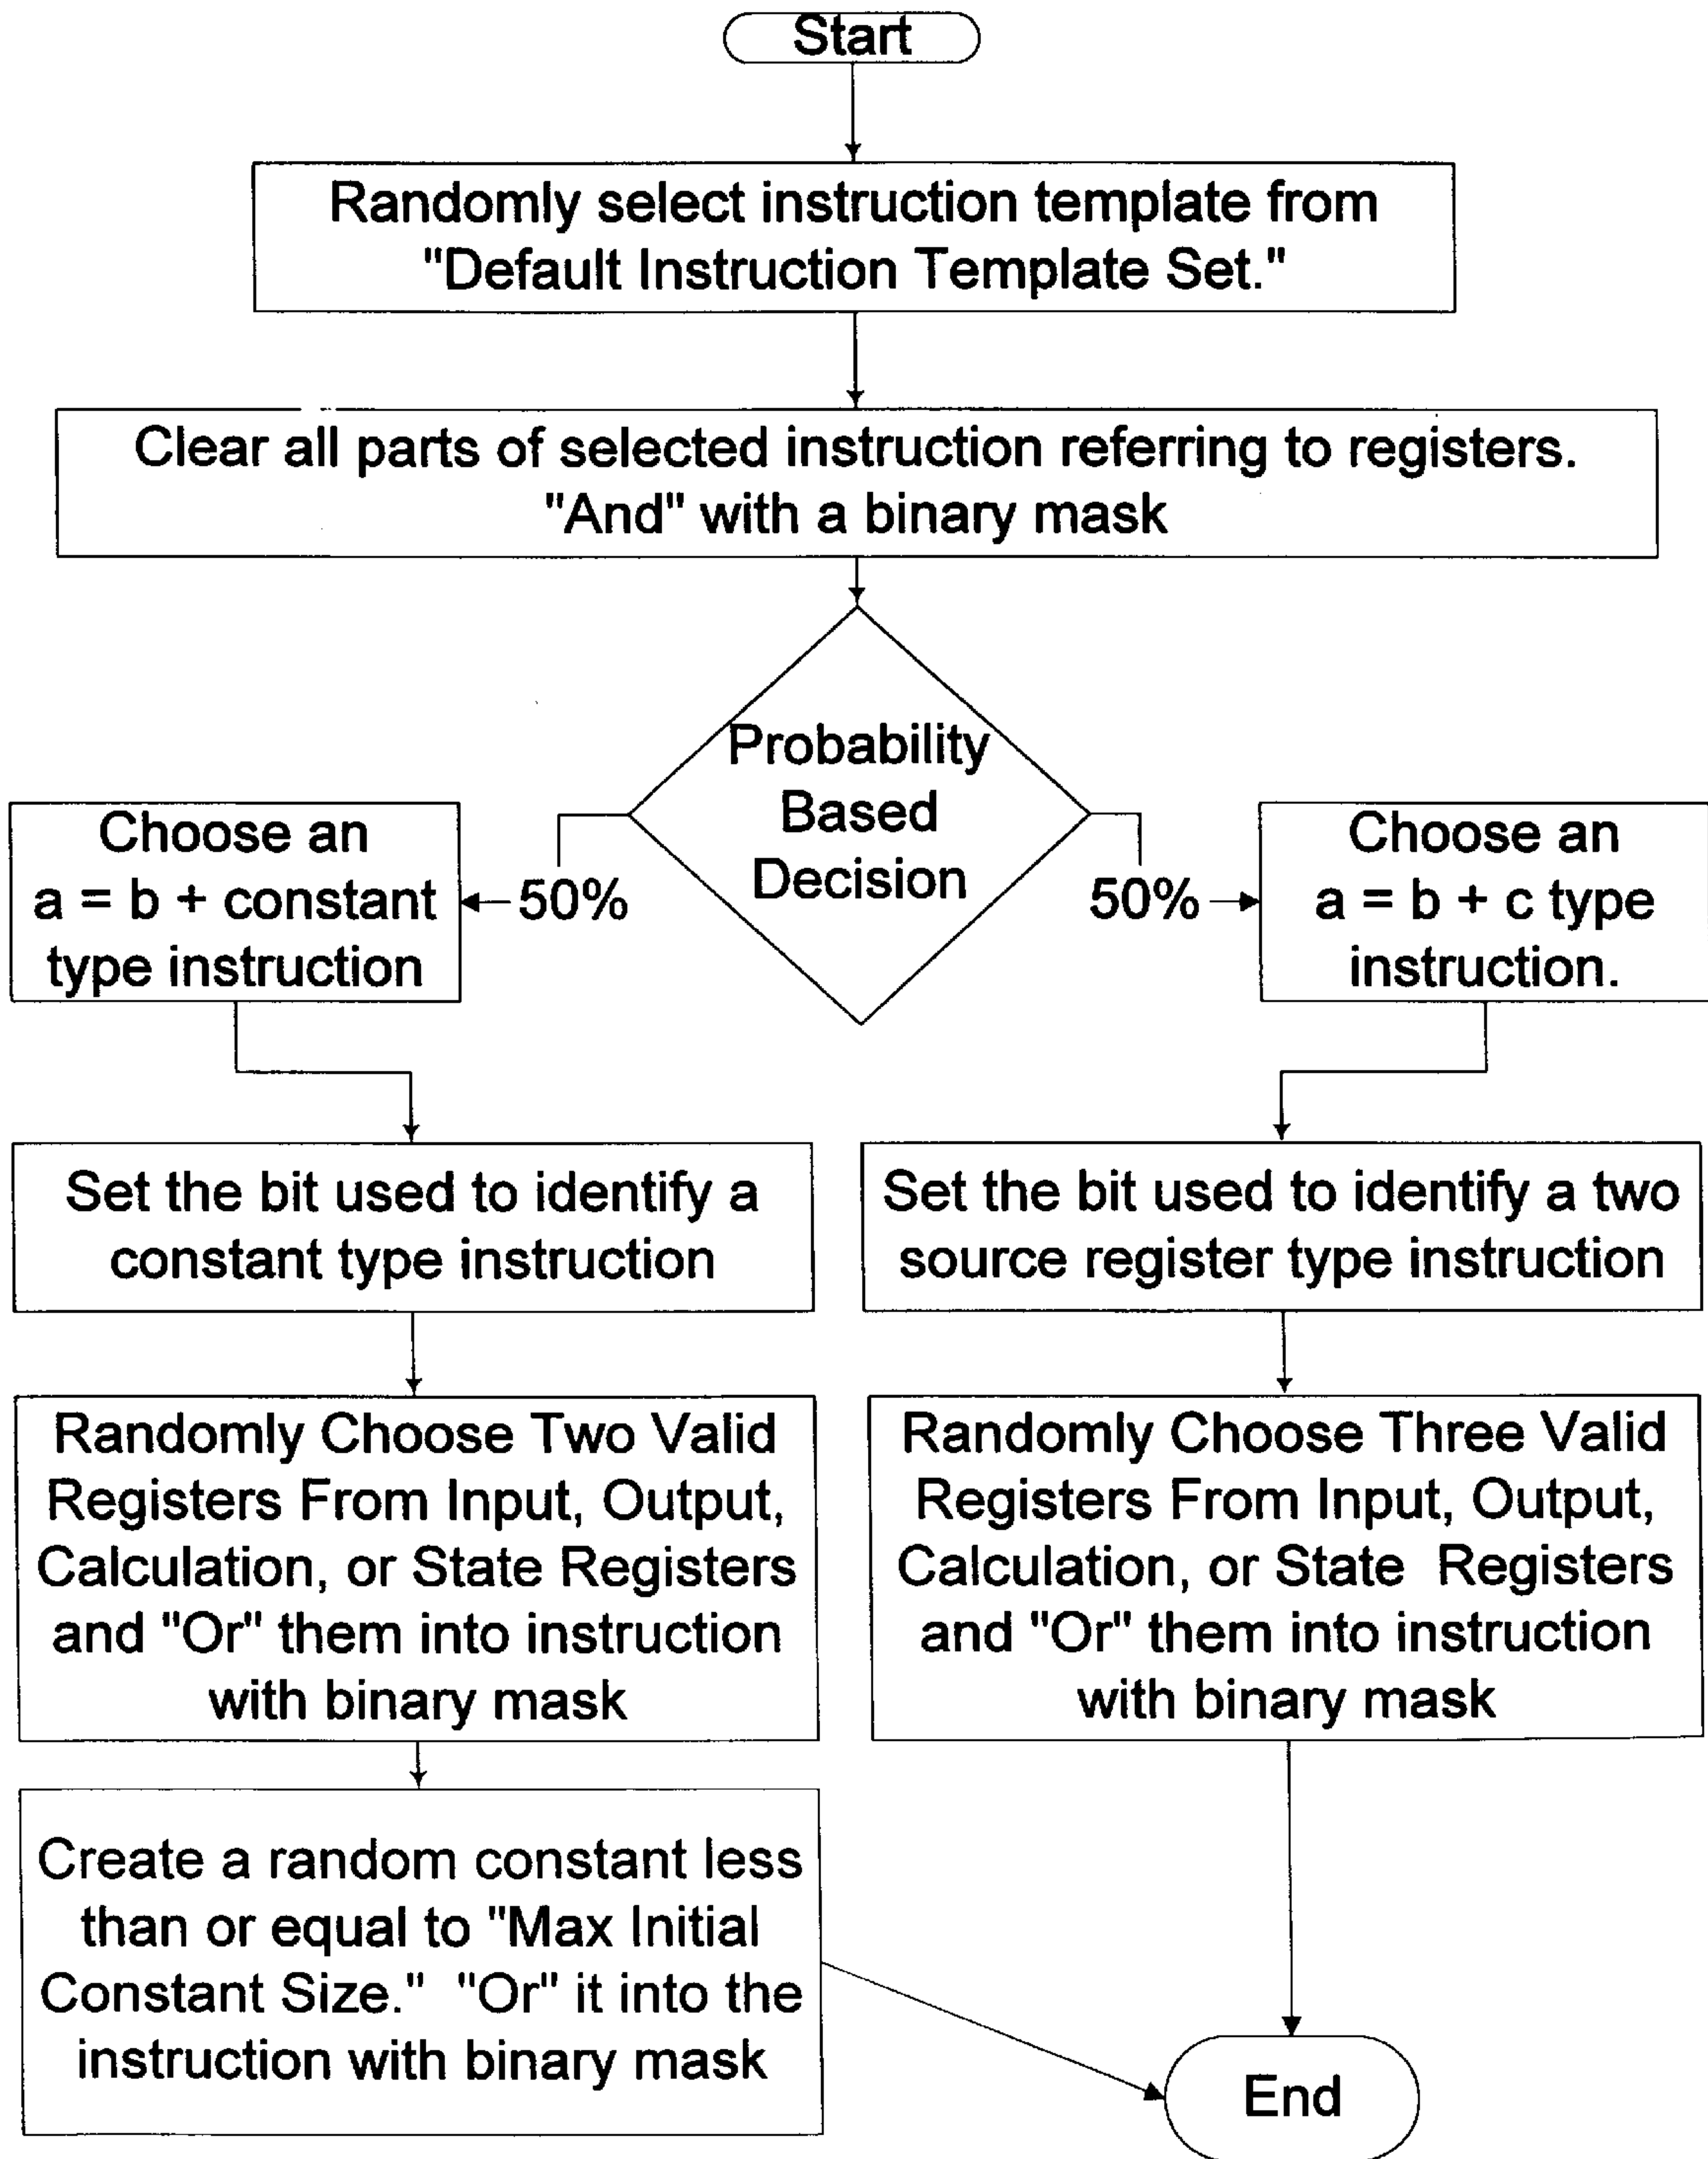 Start
Randomly select instruction template from
"Default Instruction Template Set."
Clear all parts of selected instruction referring to registers.
"And" with a binary mask
Probability
Based
Decision
Choose an
a = b + constant
type instruction
50%
50%
Choose an
a = b + c type
instruction.
Set the bit used to identify a
constant type instruction
Set the bit used to identify a two
source register type instruction
Randomly Choose Two Valid
Registers From Input, Output,
Calculation, or State Registers
and "Or" them into instruction
with binary mask
Randomly Choose Three Valid
Registers From Input, Output,
Calculation, or State  Registers
and "Or" them into instruction
with binary mask
Create a random constant less
than or equal to "Max Initial
Constant Size."  "Or" it into the
instruction with binary mask
End